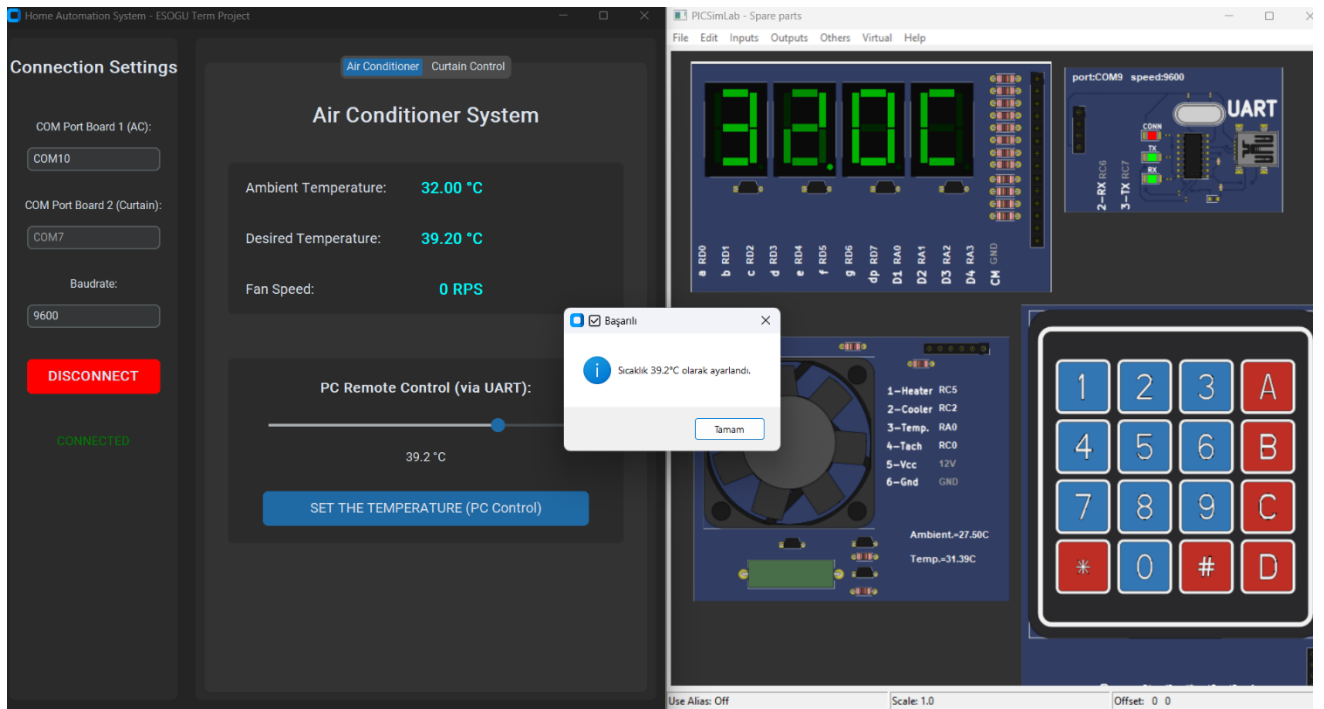 Home Automation System - ESOGU Term Project
Connection Settings
COM Port Board 1 (AC):
COM10
COM Port Board 2 (Curtain):
COM7
Baudrate:
9600
DISCONNECT
CONNECTED
Air Conditioner Curtain Control
Air Conditioner System
Ambient Temperature: 32.00 °C
Desired Temperature: 39.20 °C
Fan Speed: 0 RPS
PC Remote Control (via UART):
39.2 °C
SET THE TEMPERATURE (PC Control)
Başarılı
Sıcaklık 39.2°C olarak ayarlandı.
Tamam
PICSimLab - Spare parts
File Edit Inputs Outputs Others Virtual Help
32.0C
a RD0
b RD1
c RD2
d RD3
e RD4
f RD5
g RD6
dp RD7
D1 RA0
D2 RA1
D3 RA2
D4 RA3
CM GND
port:COM9 speed:9600
UART
CONN
TX
RX
2-RX RC6
3-TX RC7
1-Heater RC5
2-Cooler RC2
3-Temp. RA0
4-Tach RC0
5-Vcc 12V
6-Gnd GND
Ambient.=27.50C
Temp.=31.39C
1 2 3 A
4 5 6 B
7 8 9 C
* 0 # D
Use Alias: Off
Scale: 1.0
Offset: 0 0